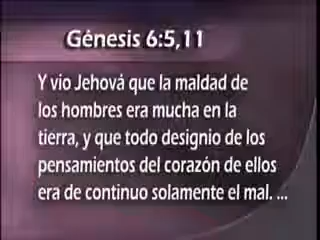 Génesis 6:5,11
Y vio Jehová que la maldad de
los hombres era mucha en la
tierra, y que todo designio de los
pensamientos del corazón de ellos
era de continuo solamente el mal. ...